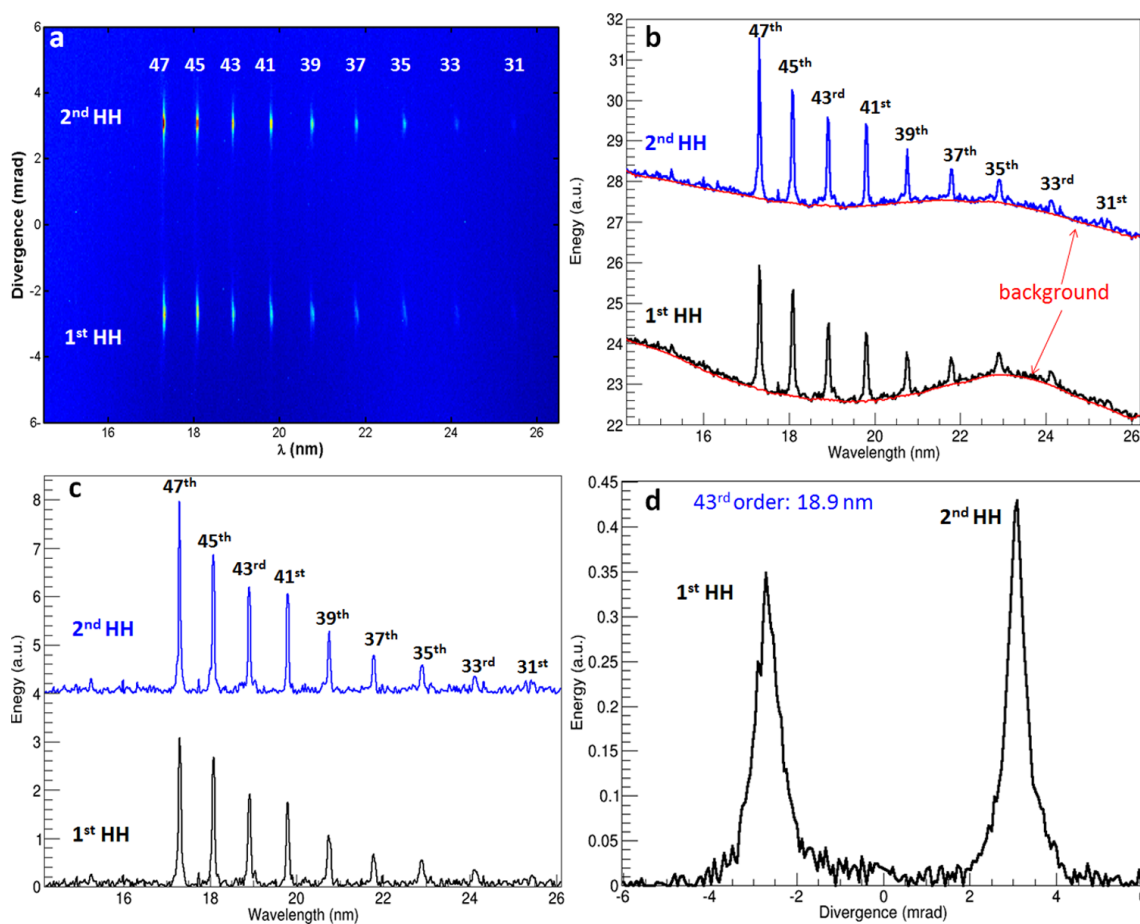 a
6
4
2
0
-2
-4
6-
Divergence (mrad)
47 45 43 41 39 37 35 33 31
2nd HH
1st HH
16 18 20 22 24 26
λ (nm)
b
32
31
30
29
28
27
26
25
24
23
22
Enegy (a.u.)
47th
45th
43rd
41st
39th
37th
35th
33rd
31st
2nd HH
background
1st HH
16 18 20 22 24 26
Wavelength (nm)
c
8
7
6
5
4
3
2
1
0
Enegy (a.u.)
47th
45th
43rd
41st
39th
37th
35th
33rd
31st
2nd HH
1st HH
16 18 20 22 24 26
Wavelength (nm)
d
0.45
0.4
0.35
0.3
0.25
0.2
0.15
0.1
0.05
0
Energy (a.u.)
43rd order: 18.9 nm
2nd HH
1st HH
-6 -4 -2 0 2 4 6
Divergence (mrad)